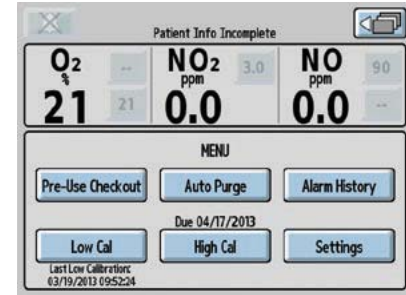 Patient Info Incomplete
O2 % -- NO2 ppm 3.0 NO ppm 90
21 21 0.0 0.0 --
MENU
Pre-Use Checkout Auto Purge Alarm History
Due 04/17/2013
Low Cal High Cal Settings
Last Low Calibration:
03/19/2013 09:52:24